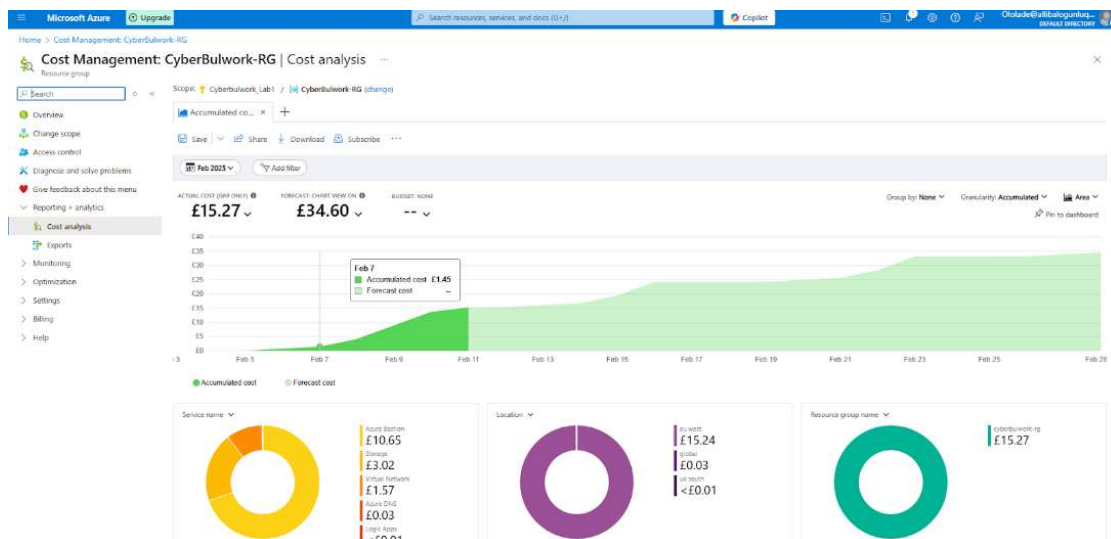 Microsoft Azure
Upgrade
Search resources, services, and docs (G+/)
Copilot
Ololade@allibalogunluq...
DEFAULT DIRECTORY
Home > Cost Management: CyberBulwork-RG
Cost Management: CyberBulwork-RG | Cost analysis ...
Resource group
Search
Overview
Change scope
Access control
Diagnose and solve problems
Give feedback about this menu
Reporting + analytics
Cost analysis
Exports
Monitoring
Optimization
Settings
Billing
Help
Scope: Cyberbulwork_Lab1 / CyberBulwork-RG (change)
Accumulated co...
Save Share Download Subscribe ...
Feb 2025 Add filter
ACTUAL COST (GBP ONLY) FORECAST: CHART VIEW ON BUDGET: NONE
£15.27 £34.60 --
Group by: None Granularity: Accumulated Area
Pin to dashboard
£40
£35
£30
£25
£20
£15
£10
£5
£0
Feb 7
Accumulated cost £1.45
Forecast cost --
3 Feb 5 Feb 7 Feb 9 Feb 11 Feb 13 Feb 15 Feb 17 Feb 19 Feb 21 Feb 23 Feb 25 Feb 28
Accumulated cost Forecast cost
Service name
Azure Bastion
£10.65
Storage
£3.02
Virtual Network
£1.57
Azure DNS
£0.03
Logic Apps
<£0.01
Location
eu west
£15.24
global
£0.03
uk south
<£0.01
Resource group name
cyberbulwork-rg
£15.27